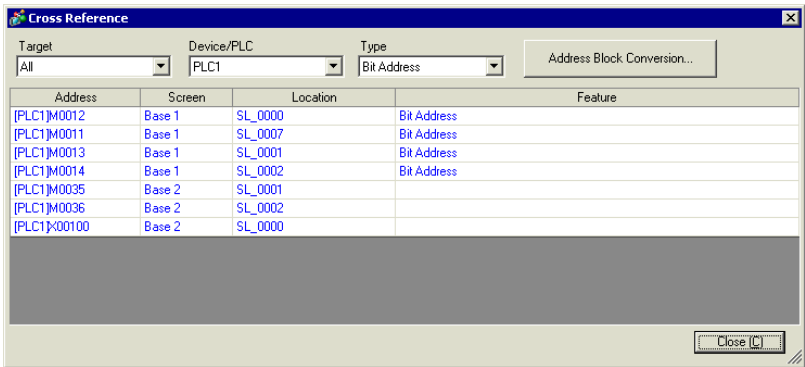 Cross Reference
Target Device/PLC Type
All PLC1 Bit Address Address Block Conversion...
Address Screen Location Feature
[PLC1]M0012 Base 1 SL_0000 Bit Address
[PLC1]M0011 Base 1 SL_0007 Bit Address
[PLC1]M0013 Base 1 SL_0001 Bit Address
[PLC1]M0014 Base 1 SL_0002 Bit Address
[PLC1]M0035 Base 2 SL_0001
[PLC1]M0036 Base 2 SL_0002
[PLC1]X00100 Base 2 SL_0000
Close (C)